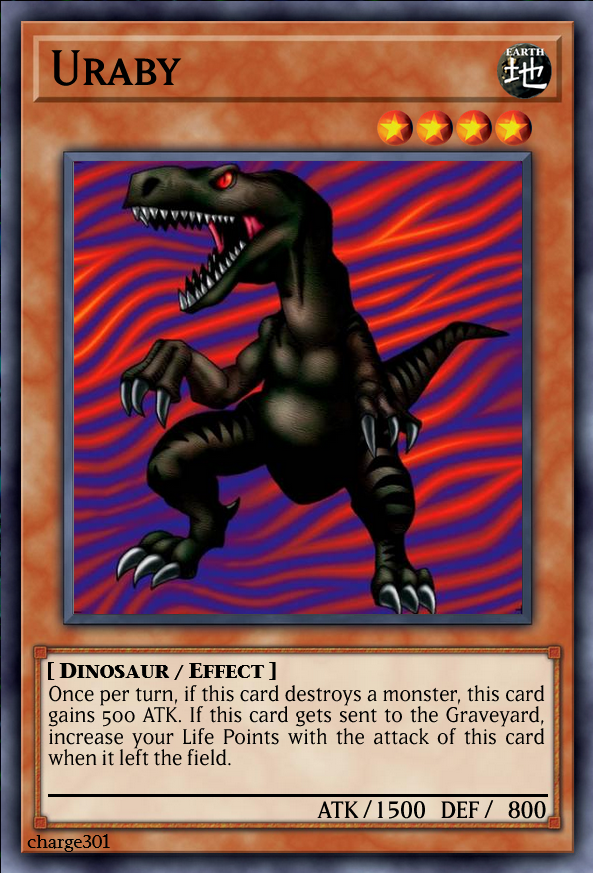 Uraby
EARTH
地
[ Dinosaur / Effect ]
Once per turn, if this card destroys a monster, this card
gains 500 ATK. If this card gets sent to the Graveyard,
increase your Life Points with the attack of this card
when it left the field.
ATK / 1500 DEF / 800
charge301